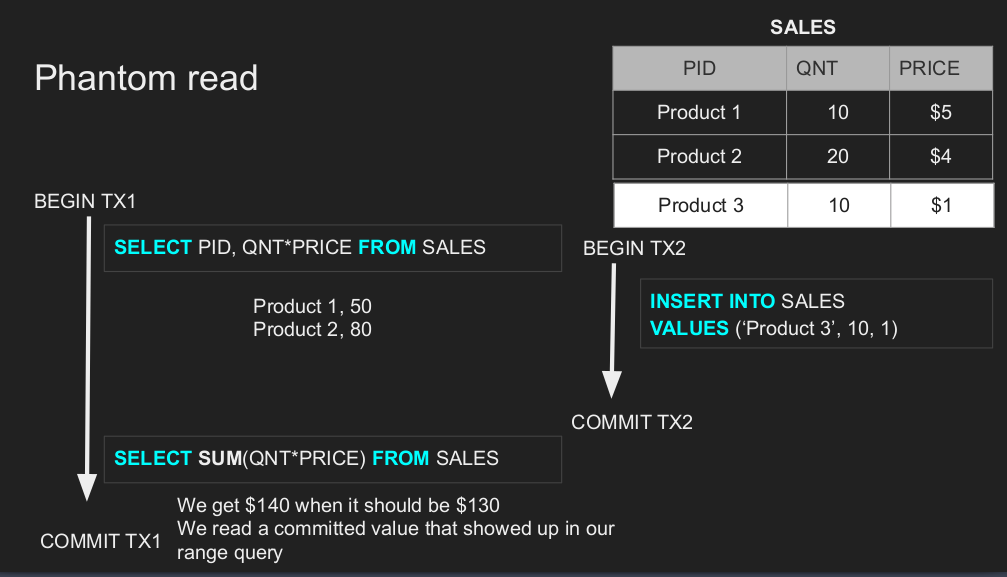 Phantom read
SALES
PID QNT PRICE
Product 1 10 $5
Product 2 20 $4
Product 3 10 $1
BEGIN TX1
SELECT PID, QNT*PRICE FROM SALES
Product 1, 50
Product 2, 80
BEGIN TX2
INSERT INTO SALES
VALUES (‘Product 3’, 10, 1)
COMMIT TX2
SELECT SUM(QNT*PRICE) FROM SALES
We get $140 when it should be $130
We read a committed value that showed up in our
range query
COMMIT TX1